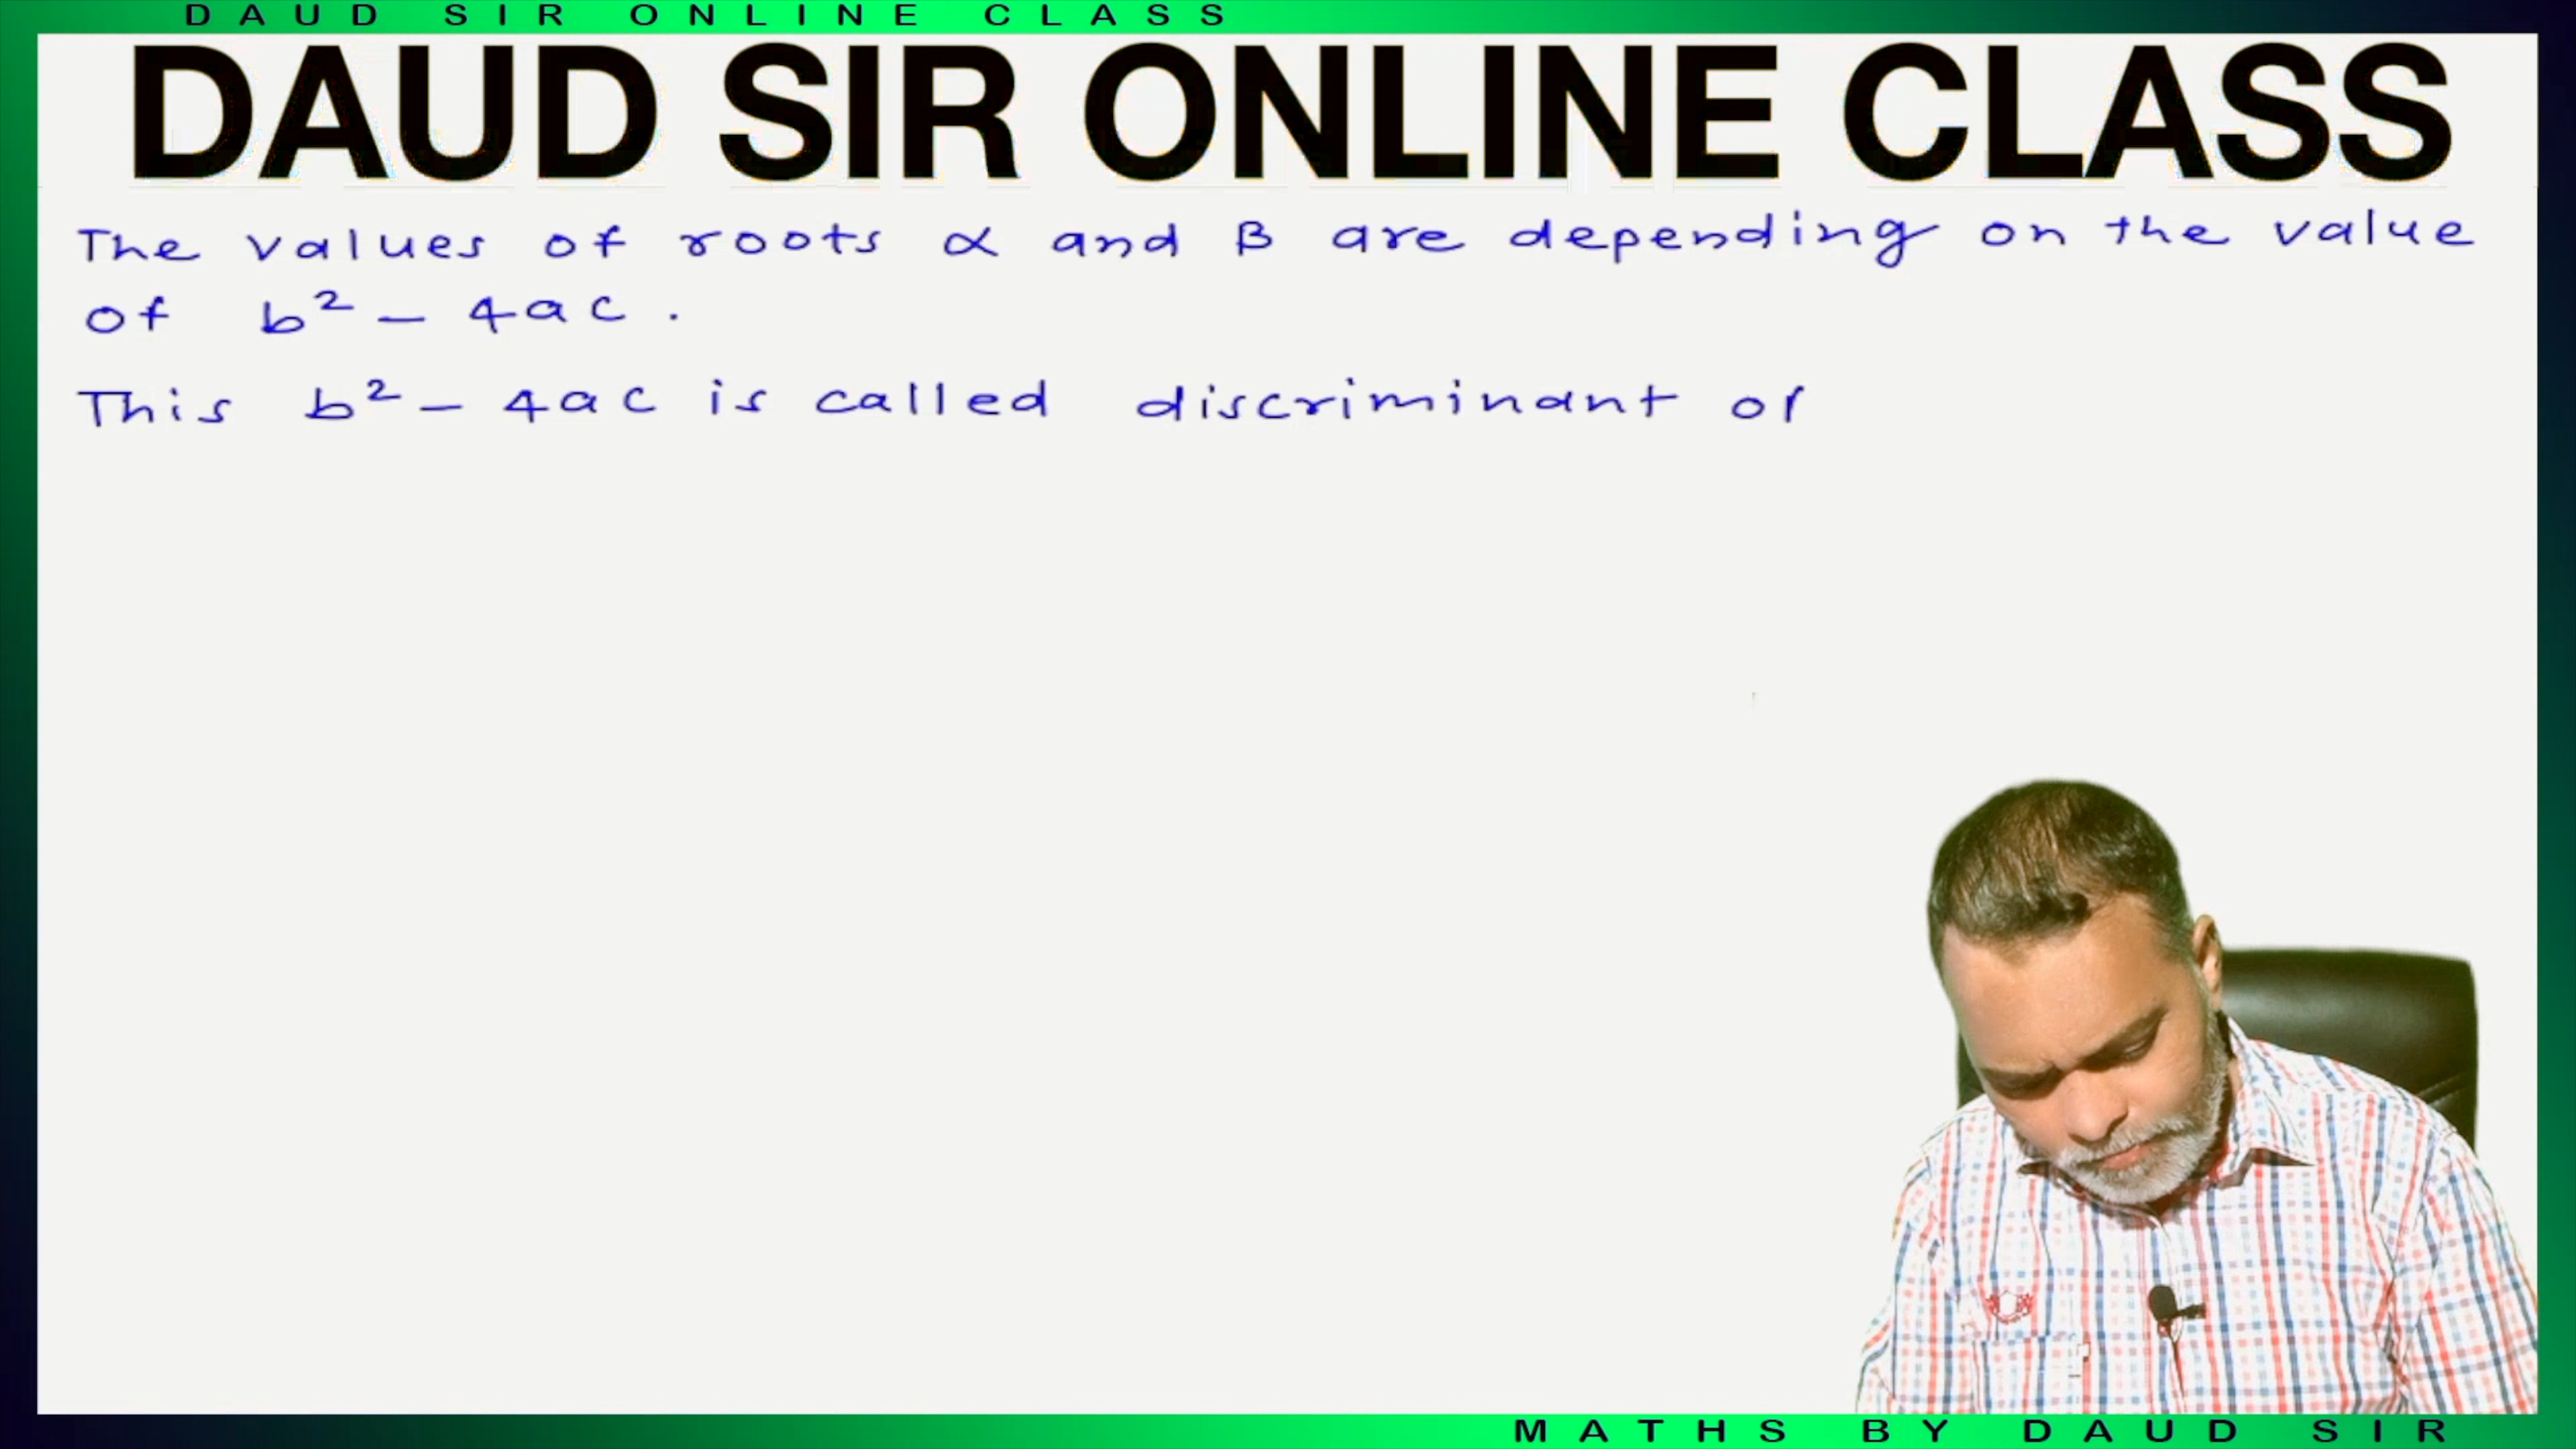 DAUD SIR ONLINE CLASS
DAUD SIR ONLINE CLASS
The values of roots α and β are depending on the value
of b² - 4ac.
This b² - 4ac is called discriminant of
MATHS BY DAUD SIR